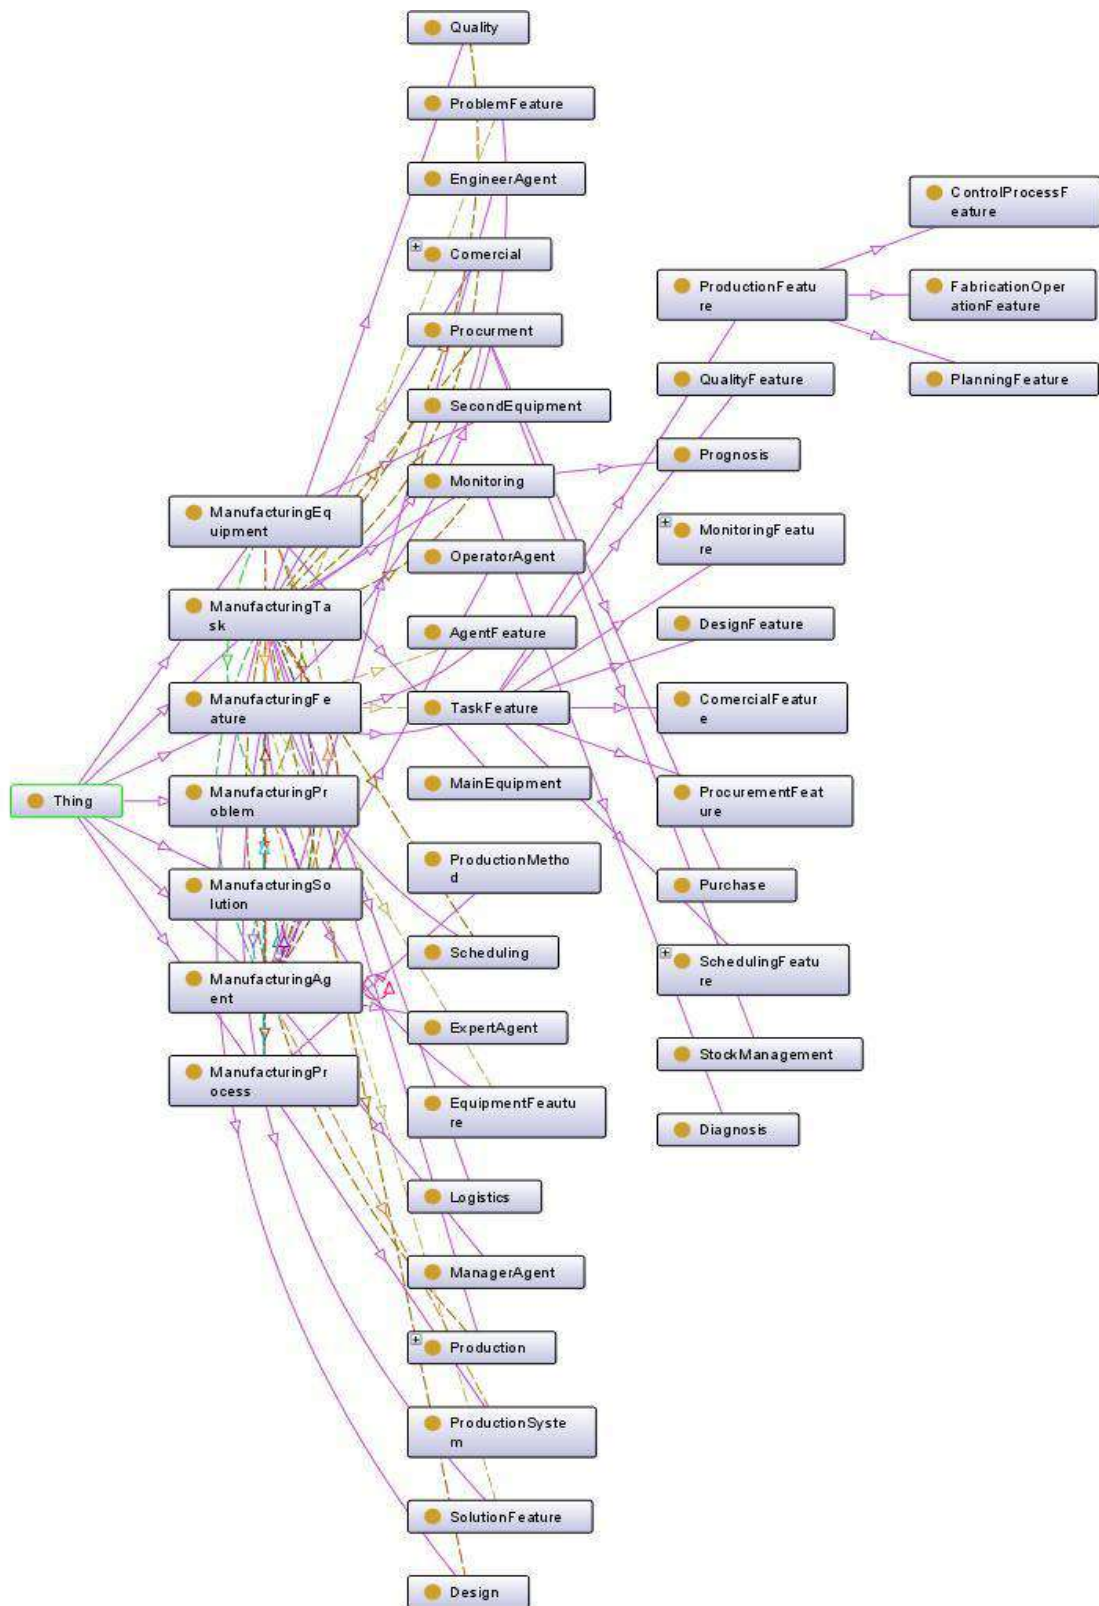 Quality
ProblemFeature
EngineerAgent
Comercial
Procurment
SecondEquipment
Monitoring
OperatorAgent
AgentFeature
TaskFeature
MainEquipment
ProductionMetho
d
Scheduling
ExpertAgent
EquipmentFeautu
re
Logistics
ManagerAgent
Production
ProductionSyste
m
SolutionFeature
Design
ManufacturingEq
uipment
ManufacturingTa
sk
ManufacturingFe
ature
ManufacturingPr
oblem
ManufacturingSo
lution
ManufacturingAg
ent
ManufacturingPr
ocess
Thing
ProductionFeatu
re
QualityFeature
Prognosis
MonitoringFeatu
re
DesignFeature
ComercialFeatur
e
ProcurementFeat
ure
Purchase
SchedulingFeatu
re
StockManagement
Diagnosis
ControlProcessF
eature
FabricationOper
ationFeature
PlanningFeature